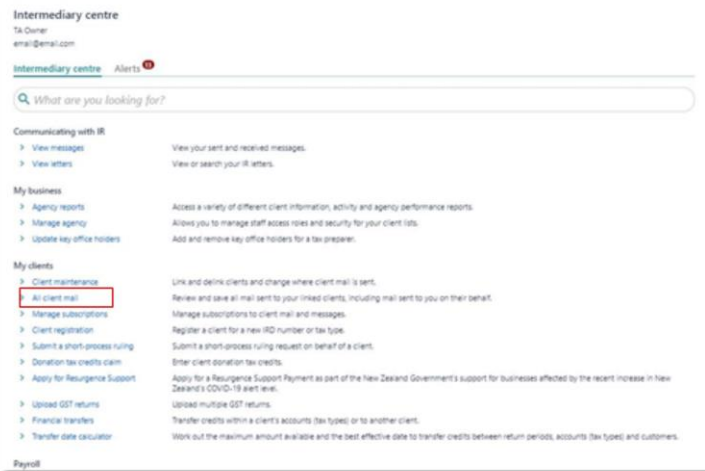 Intermediary centre
TA Owner
email@email.com
Intermediary centre Alerts 13
What are you looking for?
Communicating with IR
View messages View your sent and received messages.
View letters View or search your IR letters.
My business
Agency reports Access a variety of different client information, activity and agency performance reports.
Manage agency Allows you to manage staff access roles and security for your client lists.
Update key office holders Add and remove key office holders for a tax preparer.
My clients
Client maintenance Link and delink clients and change where client mail is sent.
All client mail Review and save all mail sent to your linked clients, including mail sent to you on their behalf.
Manage subscriptions Manage subscriptions to client mail and messages.
Client registration Register a client for a new IRD number or tax type.
Submit a short-process ruling Submit a short-process ruling request on behalf of a client.
Donation tax credits claim Enter client donation tax credits.
Apply for Resurgence Support Apply for a Resurgence Support Payment as part of the New Zealand Government's support for businesses affected by the recent increase in New
Zealand's COVID-19 alert level.
Upload GST returns Upload multiple GST returns.
Financial transfers Transfer credits within a client's accounts (tax types) or to another client.
Transfer date calculator Work out the maximum amount available and the best effective date to transfer credits between return periods, accounts (tax types) and customers.
Payroll